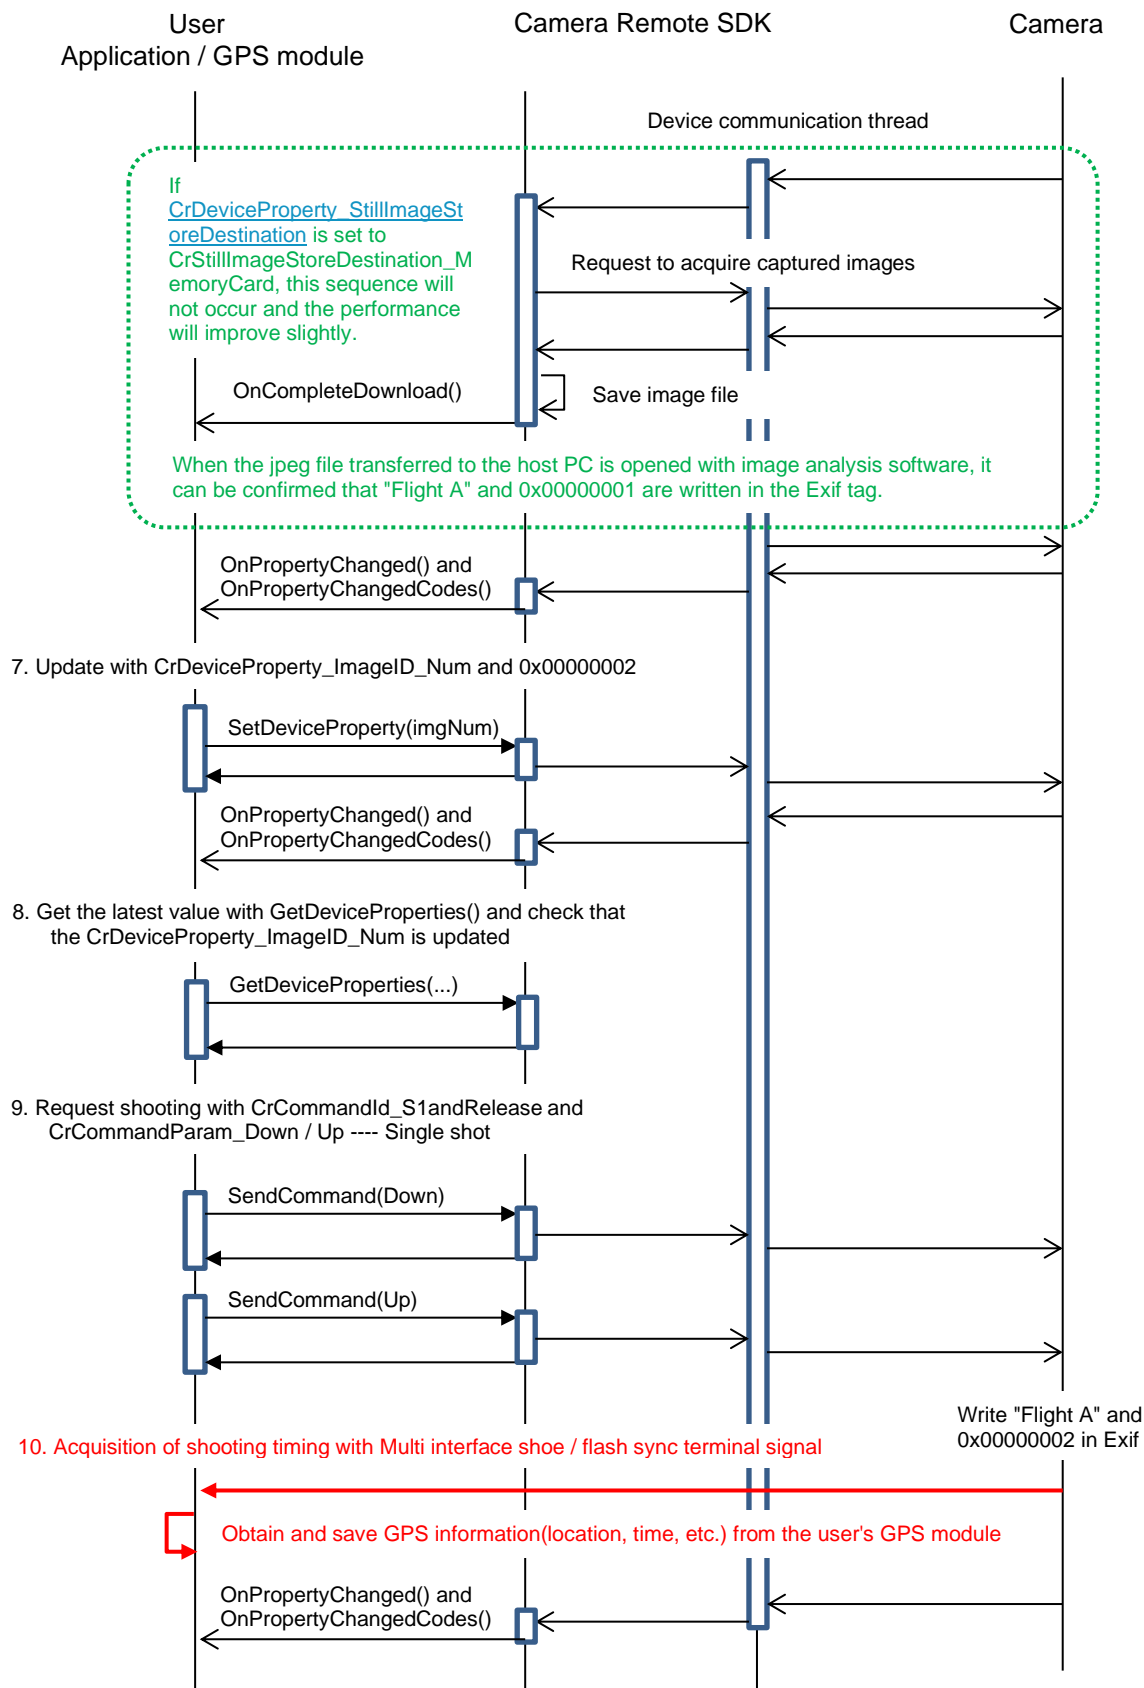 User
Application / GPS module
Camera Remote SDK
Camera
Device communication thread
If
CrDeviceProperty_StillImageSt
oreDestination is set to
CrStillImageStoreDestination_M
emoryCard, this sequence will
not occur and the performance
will improve slightly.
Request to acquire captured images
OnCompleteDownload()
Save image file
When the jpeg file transferred to the host PC is opened with image analysis software, it
can be confirmed that "Flight A" and 0x00000001 are written in the Exif tag.
OnPropertyChanged() and
OnPropertyChangedCodes()
7. Update with CrDeviceProperty_ImageID_Num and 0x00000002
SetDeviceProperty(imgNum)
OnPropertyChanged() and
OnPropertyChangedCodes()
8. Get the latest value with GetDeviceProperties() and check that
the CrDeviceProperty_ImageID_Num is updated
GetDeviceProperties(...)
9. Request shooting with CrCommandId_S1andRelease and
CrCommandParam_Down / Up ---- Single shot
SendCommand(Down)
SendCommand(Up)
Write "Flight A" and
0x00000002 in Exif
10. Acquisition of shooting timing with Multi interface shoe / flash sync terminal signal
Obtain and save GPS information(location, time, etc.) from the user's GPS module
OnPropertyChanged() and
OnPropertyChangedCodes()